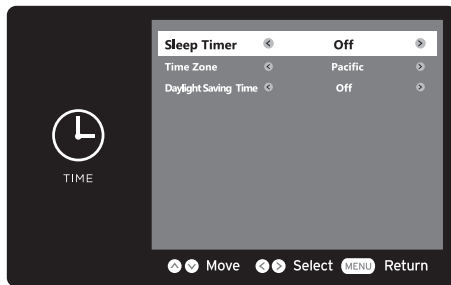 Sleep Timer Off
Time Zone Pacific
Daylight Saving Time Off
TIME
Move Select MENU Return